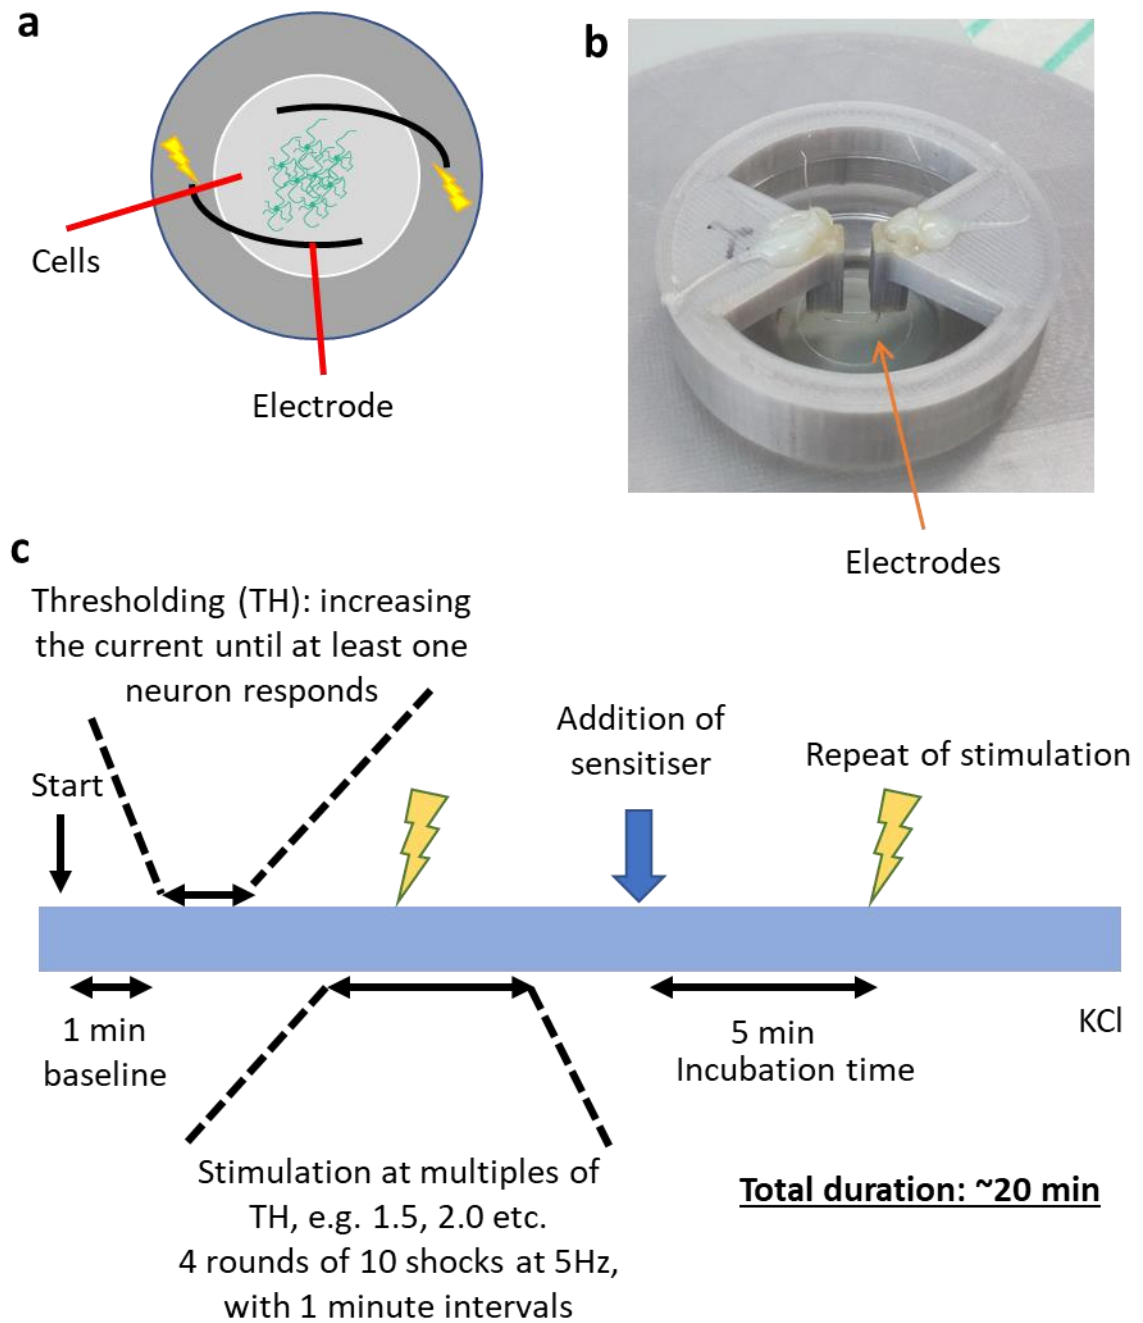 a
b
Cells
Electrode
Electrodes
c
Thresholding (TH): increasing
the current until at least one
neuron responds
Start
Addition of
sensitiser
Repeat of stimulation
1 min
baseline
5 min
Incubation time
KCl
Stimulation at multiples of
TH, e.g. 1.5, 2.0 etc.
4 rounds of 10 shocks at 5Hz,
with 1 minute intervals
Total duration: ~20 min